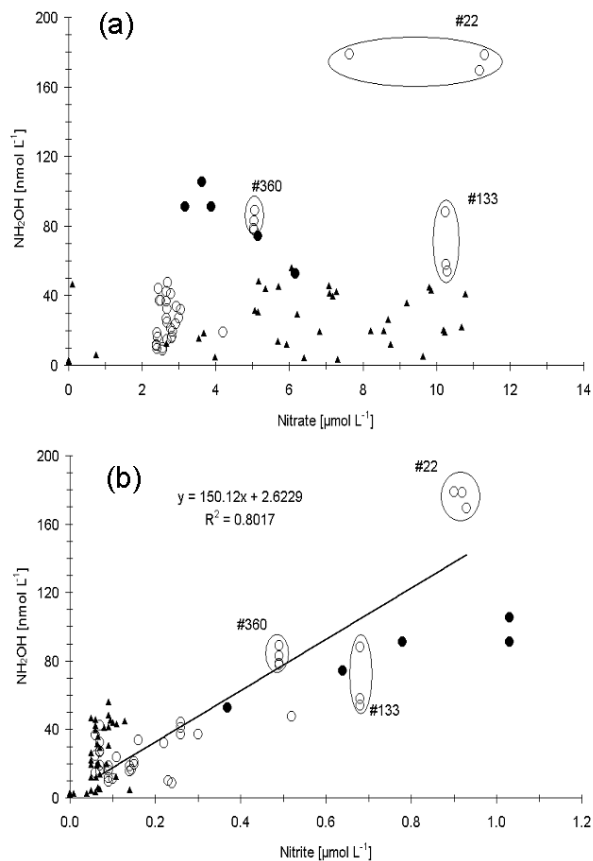 (a)
#22
#360
#133
NH₂OH [nmol L⁻¹]
200
160
120
80
40
0
0 2 4 6 8 10 12 14
Nitrate [µmol L⁻¹]
(b)
#22
y = 150.12x + 2.6229
R² = 0.8017
#360
#133
NH₂OH [nmol L⁻¹]
200
160
120
80
40
0
0.0 0.2 0.4 0.6 0.8 1.0 1.2
Nitrite [µmol L⁻¹]